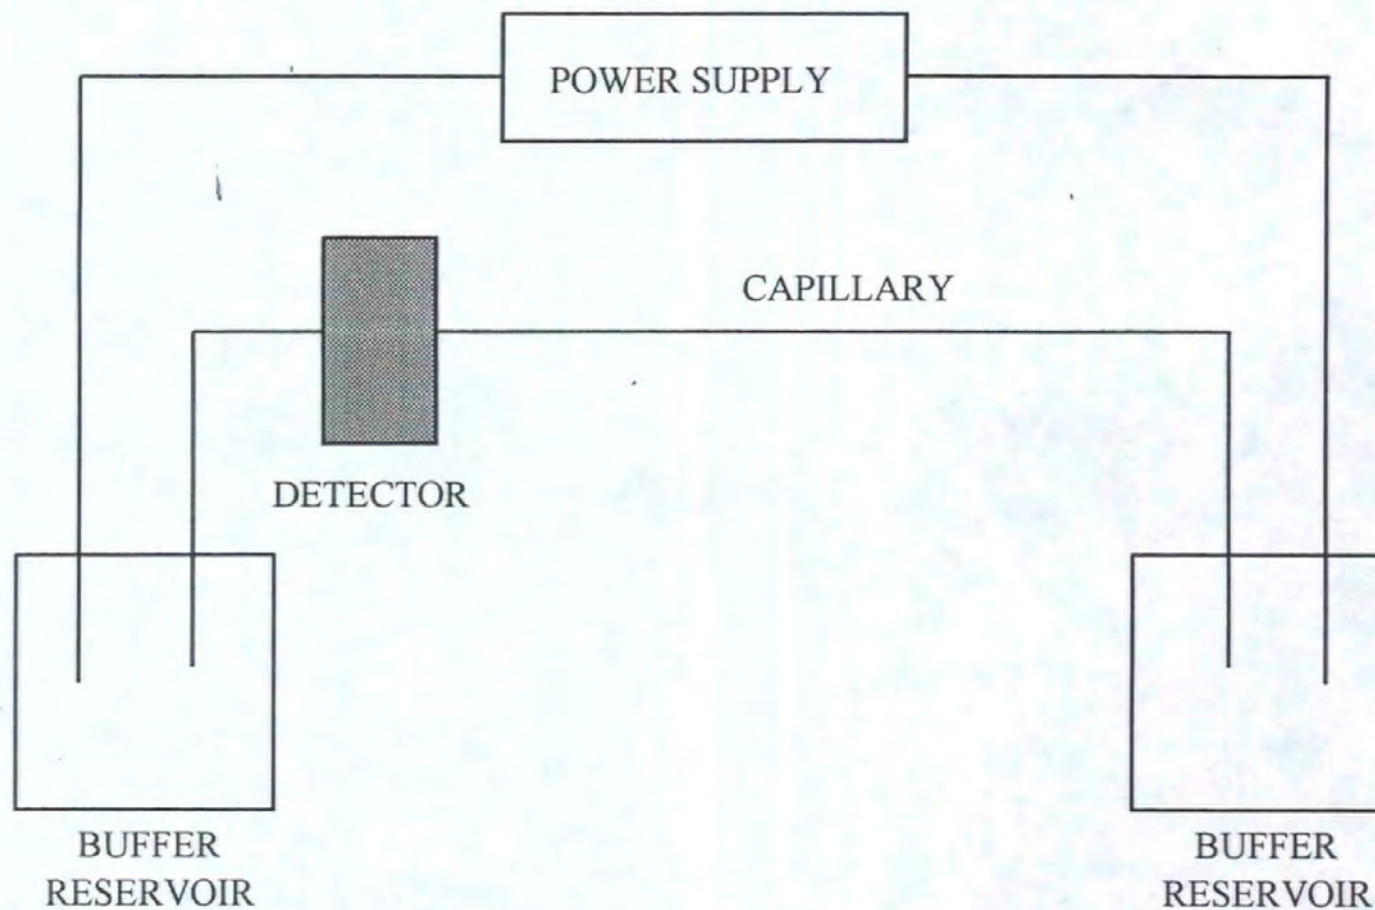 POWER SUPPLY
CAPILLARY
DETECTOR
BUFFER
RESERVOIR
BUFFER
RESERVOIR